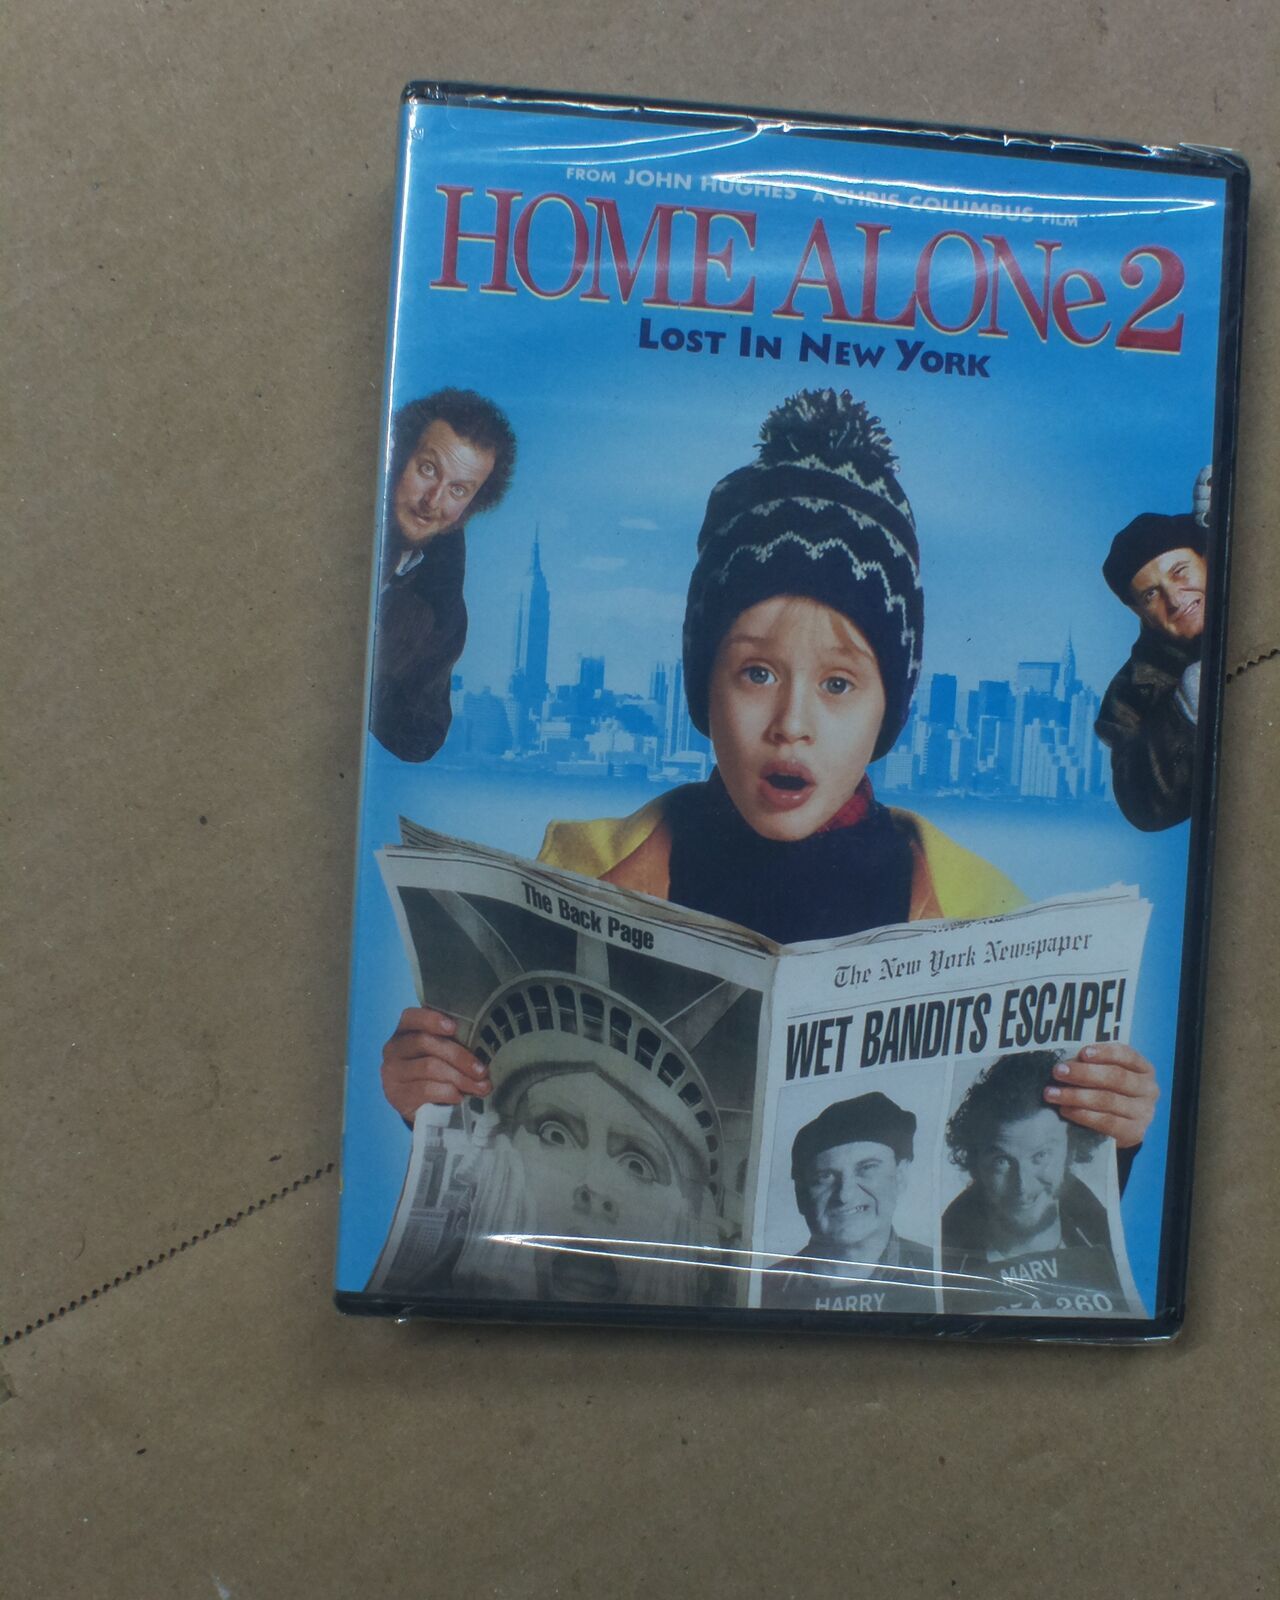 FROM JOHN HUGHES A CHRIS COLUMBUS FILM
HOME ALONe 2
LOST IN NEW YORK
The Back Page
The New York Newspaper
WET BANDITS ESCAPE!
HARRY
MARV
260